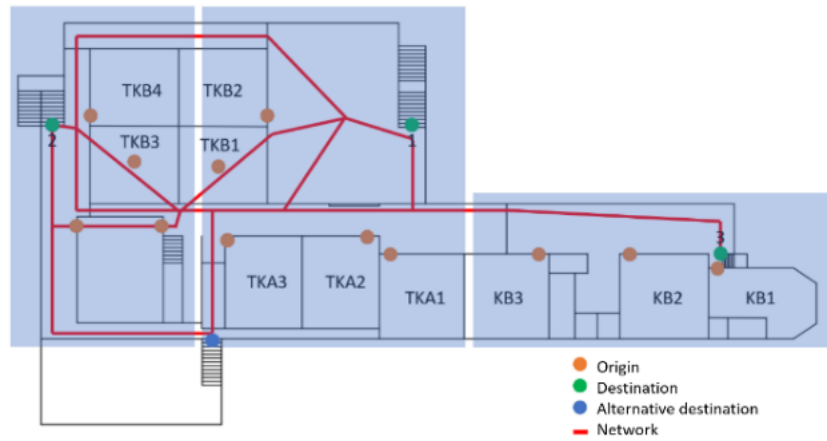 TKB4 TKB2
2 TKB3 TKB1 1
3
TKA3 TKA2 TKA1 KB3 KB2 KB1
Origin
Destination
Alternative destination
Network